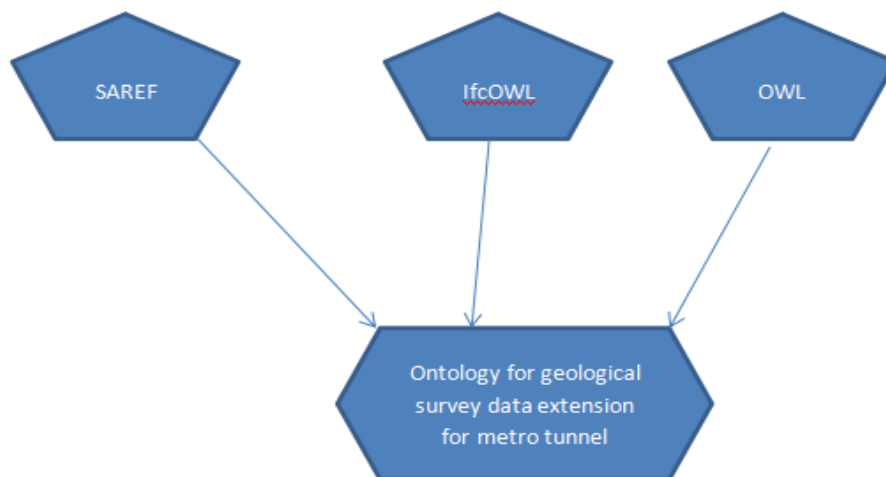 SAREF
IfcOWL
OWL
Ontology for geological
survey data extension
for metro tunnel